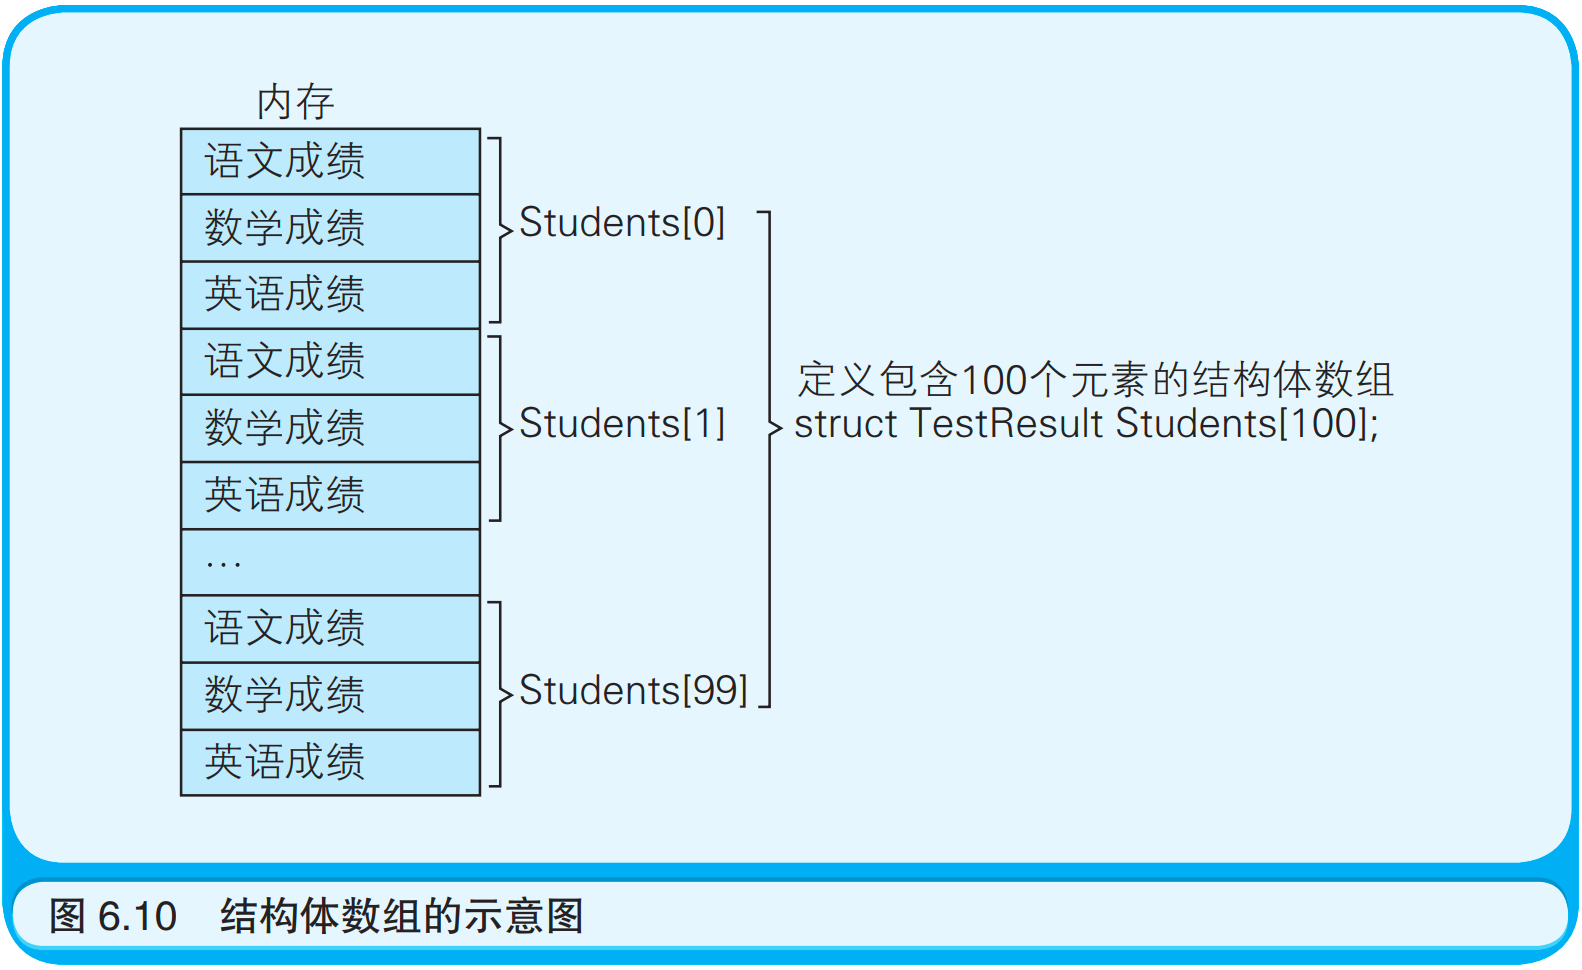 内存
语文成绩
数学成绩
英语成绩
Students[0]
语文成绩
数学成绩
英语成绩
Students[1]
…
语文成绩
数学成绩
英语成绩
Students[99]
定义包含100个元素的结构体数组
struct TestResult Students[100];
图 6.10 结构体数组的示意图